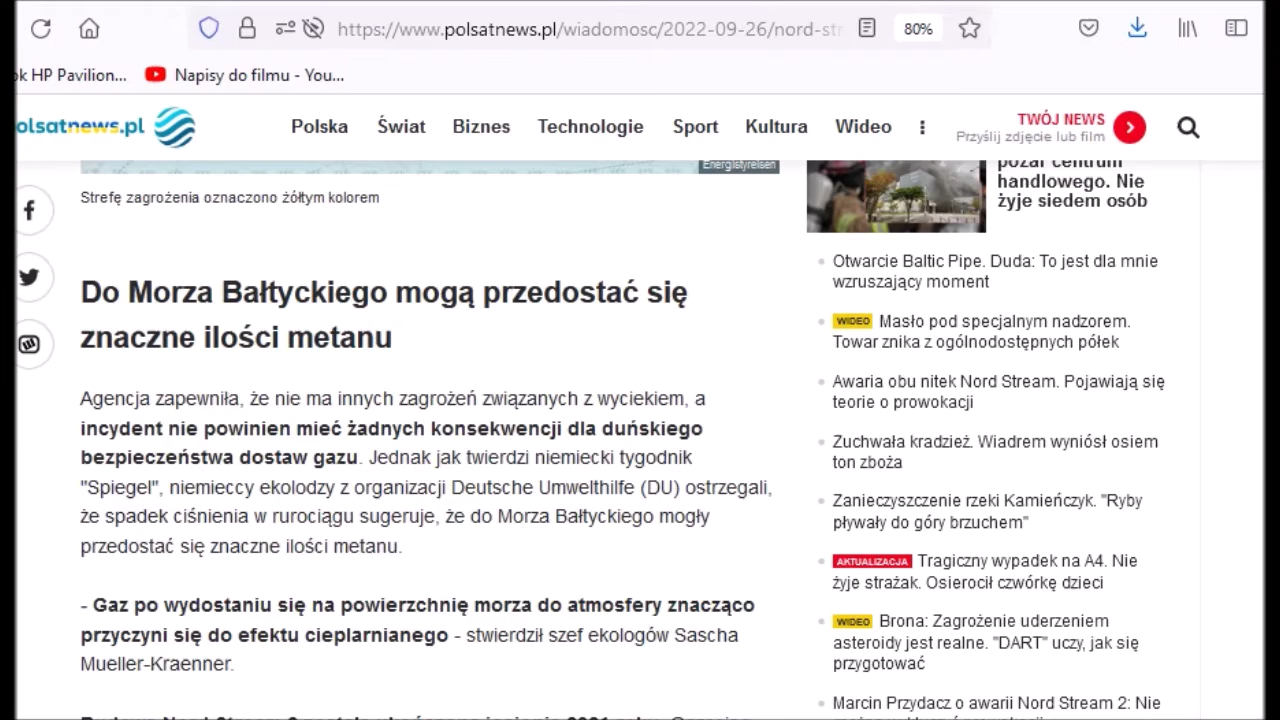 https://www.polsatnews.pl/wiadomosc/2022-09-26/nord-str
80%
ok HP Pavilion...
Napisy do filmu - You...
olsatnews.pl
Polska
Świat
Biznes
Technologie
Sport
Kultura
Wideo
TWÓJ NEWS
Przyślij zdjęcie lub film
Energistyrelsen
Strefę zagrożenia oznaczono żółtym kolorem
Do Morza Bałtyckiego mogą przedostać się
znaczne ilości metanu
Agencja zapewniła, że nie ma innych zagrożeń związanych z wyciekiem, a
incydent nie powinien mieć żadnych konsekwencji dla duńskiego
bezpieczeństwa dostaw gazu. Jednak jak twierdzi niemiecki tygodnik
"Spiegel", niemieccy ekolodzy z organizacji Deutsche Umwelthilfe (DU) ostrzegali,
że spadek ciśnienia w rurociągu sugeruje, że do Morza Bałtyckiego mogły
przedostać się znaczne ilości metanu.
- Gaz po wydostaniu się na powierzchnię morza do atmosfery znacząco
przyczyni się do efektu cieplarnianego - stwierdził szef ekologów Sascha
Mueller-Kraenner.
pożar centrum
handlowego. Nie
żyje siedem osób
Otwarcie Baltic Pipe. Duda: To jest dla mnie
wzruszający moment
WIDEO Masło pod specjalnym nadzorem.
Towar znika z ogólnodostępnych półek
Awaria obu nitek Nord Stream. Pojawiają się
teorie o prowokacji
Zuchwała kradzież. Wiadrem wyniósł osiem
ton zboża
Zanieczyszczenie rzeki Kamieńczyk. "Ryby
pływały do góry brzuchem"
AKTUALIZACJA Tragiczny wypadek na A4. Nie
żyje strażak. Osierocił czwórkę dzieci
WIDEO Brona: Zagrożenie uderzeniem
asteroidy jest realne. "DART" uczy, jak się
przygotować
Marcin Przydacz o awarii Nord Stream 2: Nie